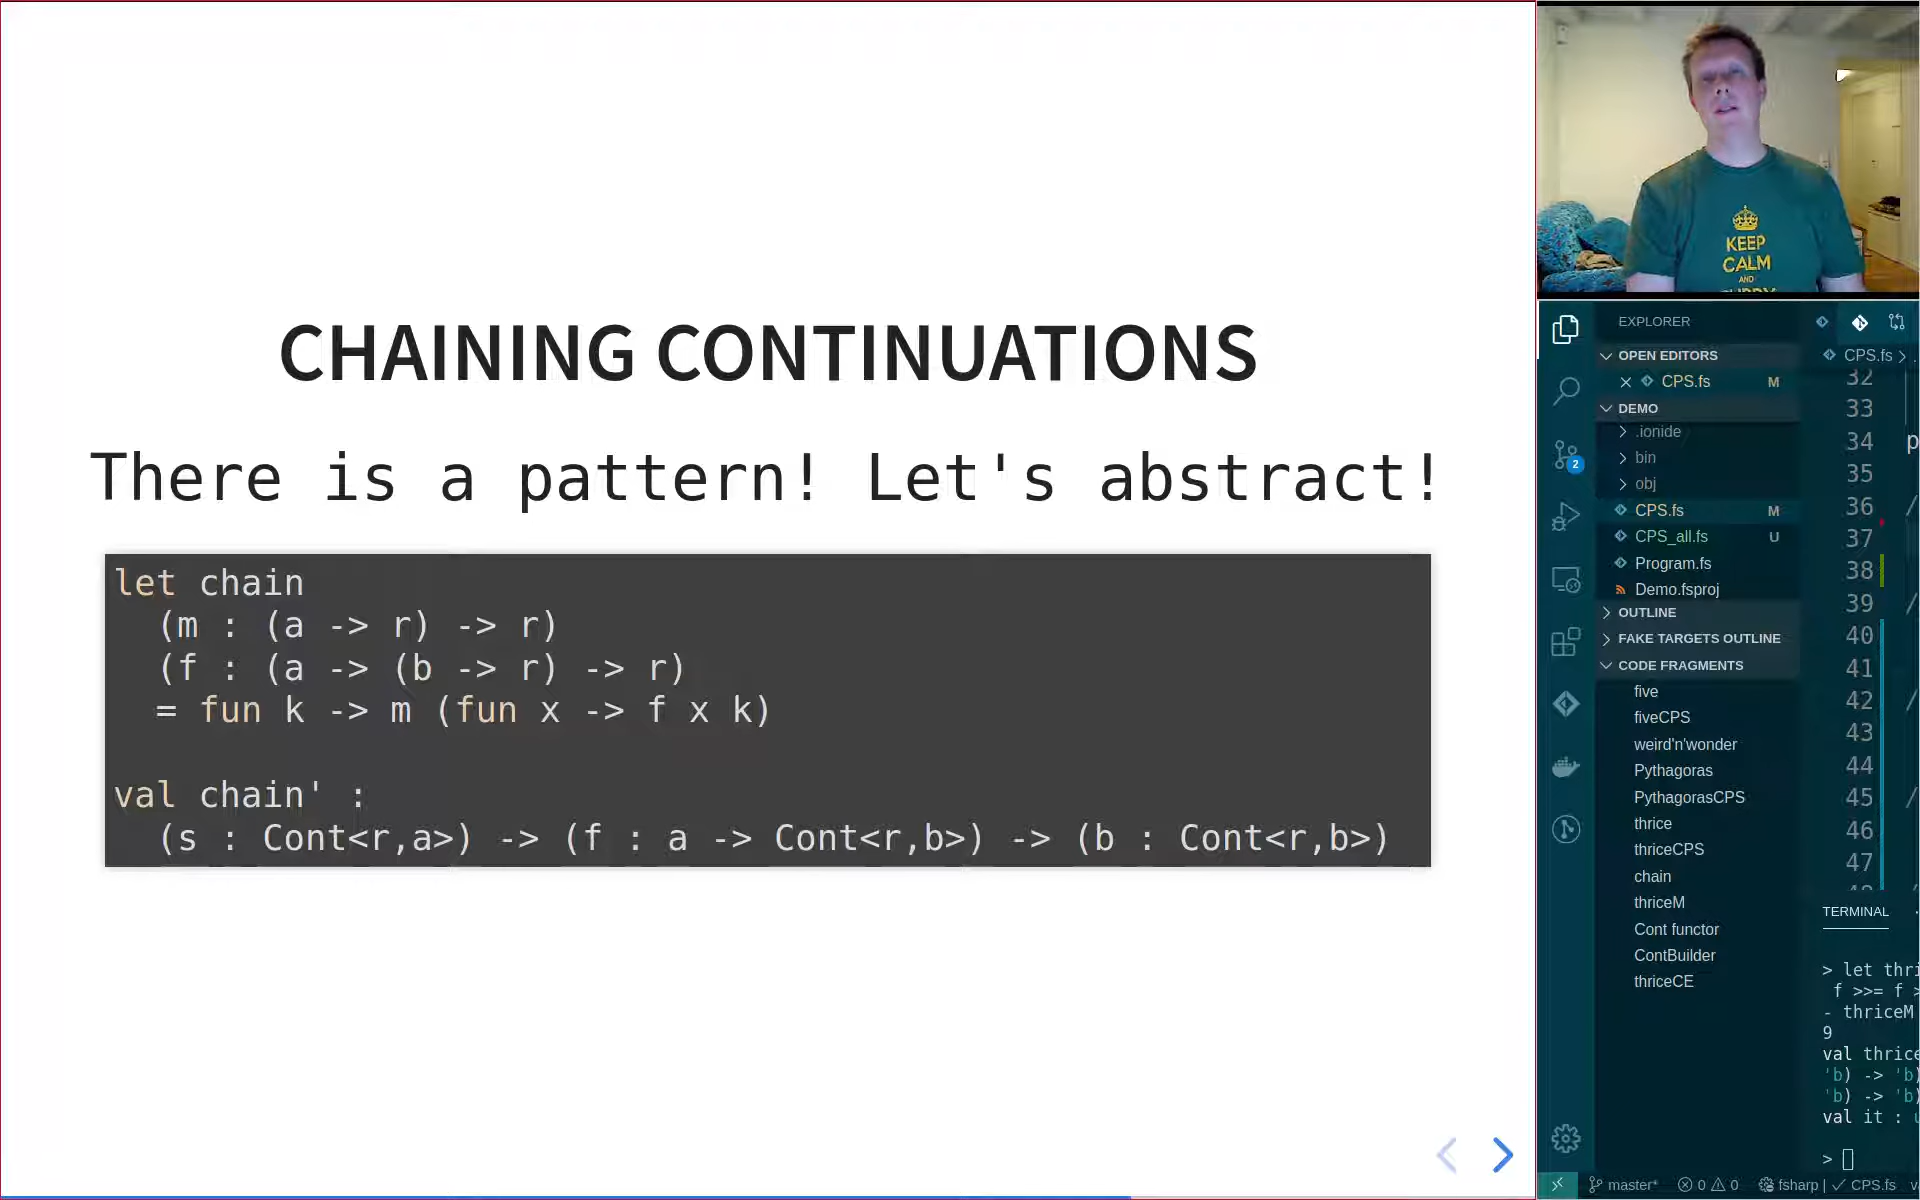 CHAINING CONTINUATIONS
There is a pattern! Let's abstract!
let chain
(m : (a -> r) -> r)
(f : (a -> (b -> r) -> r)
= fun k -> m (fun x -> f x k)
val chain' :
(s : Cont<r,a>) -> (f : a -> Cont<r,b>) -> (b : Cont<r,b>)
KEEP
CALM
AND
EXPLORER
OPEN EDITORS
CPS.fs M
DEMO
.ionide
bin
obj
CPS.fs M
CPS_all.fs U
Program.fs
Demo.fsproj
OUTLINE
FAKE TARGETS OUTLINE
CODE FRAGMENTS
five
fiveCPS
weird'n'wonder
Pythagoras
PythagorasCPS
thrice
thriceCPS
chain
thriceM
Cont functor
ContBuilder
thriceCE
2
CPS.fs > .
32
33
34 p
35
36 /
37
38
39 /
40
41
42 /
43
44
45 /
46
47
TERMINAL
> let thri
f >>= f >
- thriceM
9
val thrice
'b) -> 'b)
'b) -> 'b)
val it : u
>
master* 0 0 fsharp | ✓ CPS.fs